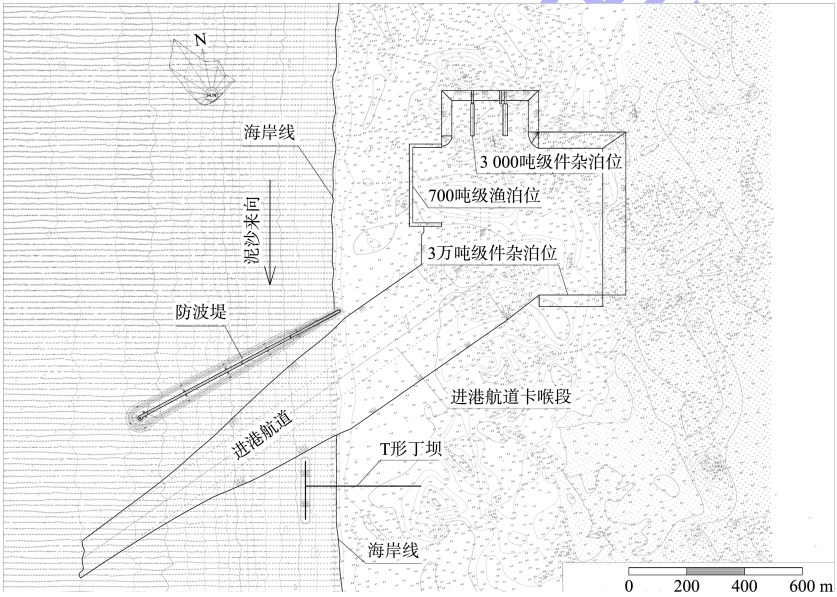 N
海岸线
3 000吨级件杂泊位
700吨级渔泊位
泥沙来向
3万吨级件杂泊位
防波堤
进港航道卡喉段
进港航道
T形丁坝
海岸线
0 200 400 600 m